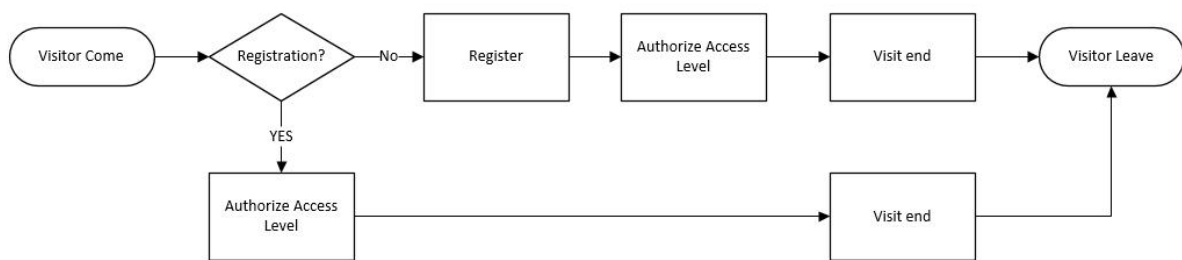 Visitor Come
Registration?
No
Register
Authorize Access
Level
Visit end
Visitor Leave
YES
Authorize Access
Level
Visit end